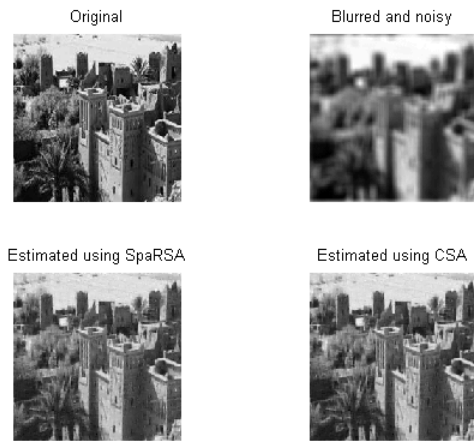 Original
Blurred and noisy
Estimated using SpaRSA
Estimated using CSA